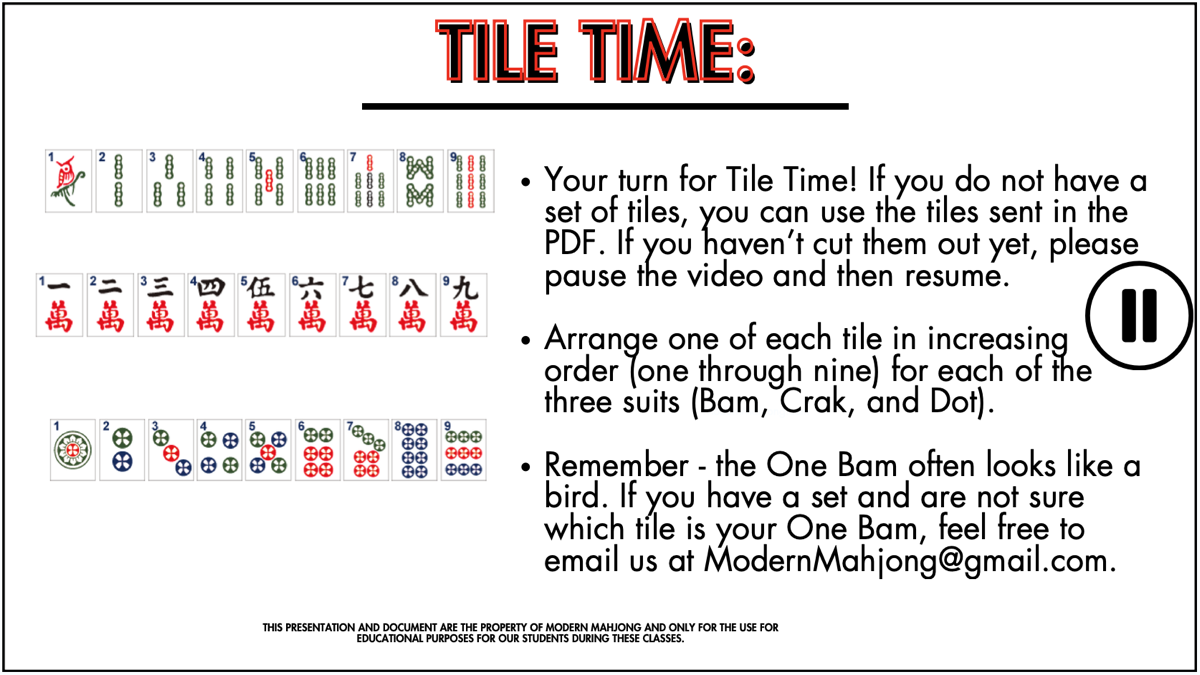 TILE TIME:
1 2 3 4 5 6 7 8 9
1 2 3 4 5 6 7 8 9
一 二 三 四 伍 六 七 八 九
萬 萬 萬 萬 萬 萬 萬 萬 萬
1 2 3 4 5 6 7 8 9
• Your turn for Tile Time! If you do not have a
set of tiles, you can use the tiles sent in the
PDF. If you haven’t cut them out yet, please
pause the video and then resume.
• Arrange one of each tile in increasing
order (one through nine) for each of the
three suits (Bam, Crak, and Dot).
• Remember - the One Bam often looks like a
bird. If you have a set and are not sure
which tile is your One Bam, feel free to
email us at ModernMahjong@gmail.com.
THIS PRESENTATION AND DOCUMENT ARE THE PROPERTY OF MODERN MAHJONG AND ONLY FOR THE USE FOR
EDUCATIONAL PURPOSES FOR OUR STUDENTS DURING THESE CLASSES.